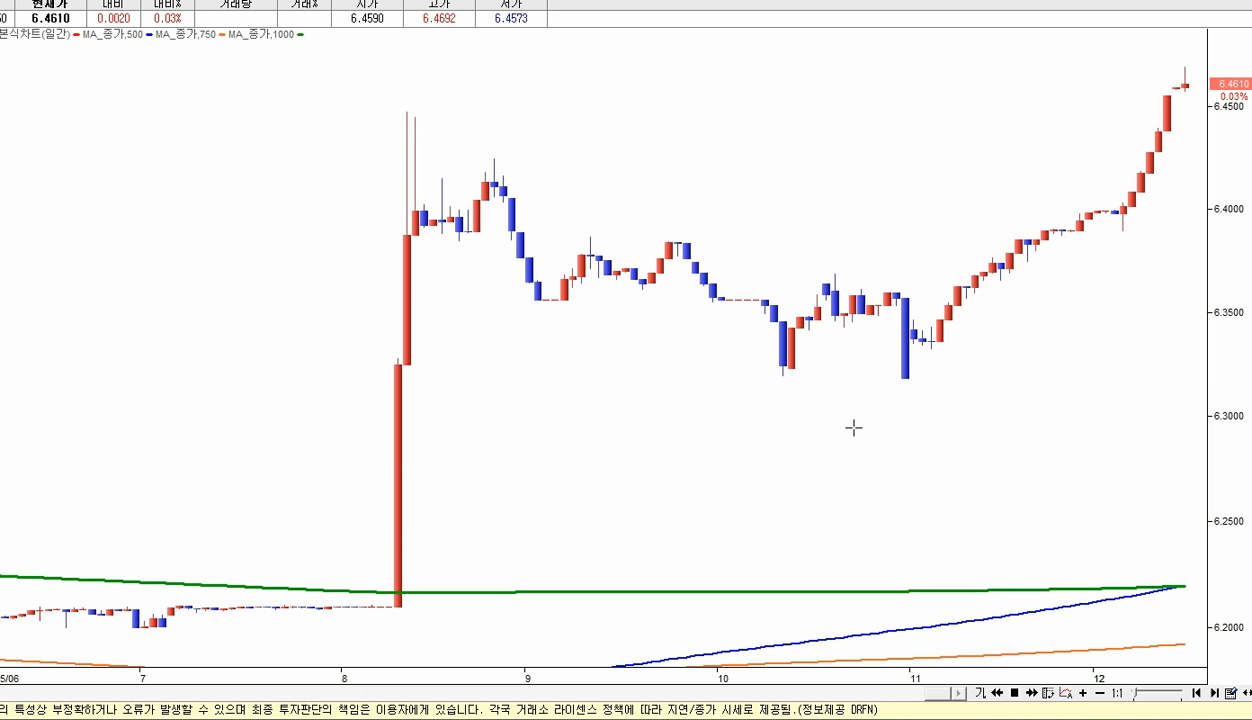 현재가 대비 대비% 거래량 거래% 시가 고가 저가
6.4610 0.0020 0.03% 6.4590 6.4692 6.4573
본식차트(일간) MA_종가,500 MA_종가,750 MA_종가,1000
6.4610
0.03%
6.4500
6.4000
6.3500
6.3000
6.2500
6.2000
5/06 7 8 9 10 11 12
1:1
의 특성상 부정확하거나 오류가 발생할 수 있으며 최종 투자판단의 책임은 이용자에게 있습니다. 각국 거래소 라이센스 정책에 따라 지연/종가 시세로 제공됨.(정보제공 DRFN)